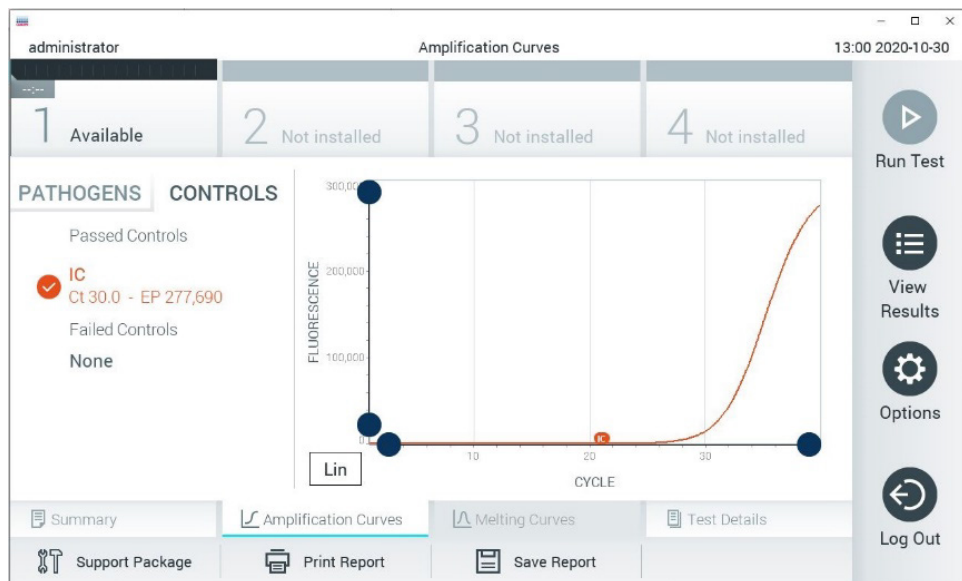 administrator
Amplification Curves
13:00 2020-10-30
--:--
1 Available
2 Not installed
3 Not installed
4 Not installed
Run Test
View
Results
Options
Log Out
PATHOGENS CONTROLS
Passed Controls
IC
Ct 30.0 - EP 277,690
Failed Controls
None
300,000
200,000
100,000
0
FLUORESCENCE
IC
10 20 30
CYCLE
Lin
Summary
Amplification Curves
Melting Curves
Test Details
Support Package
Print Report
Save Report